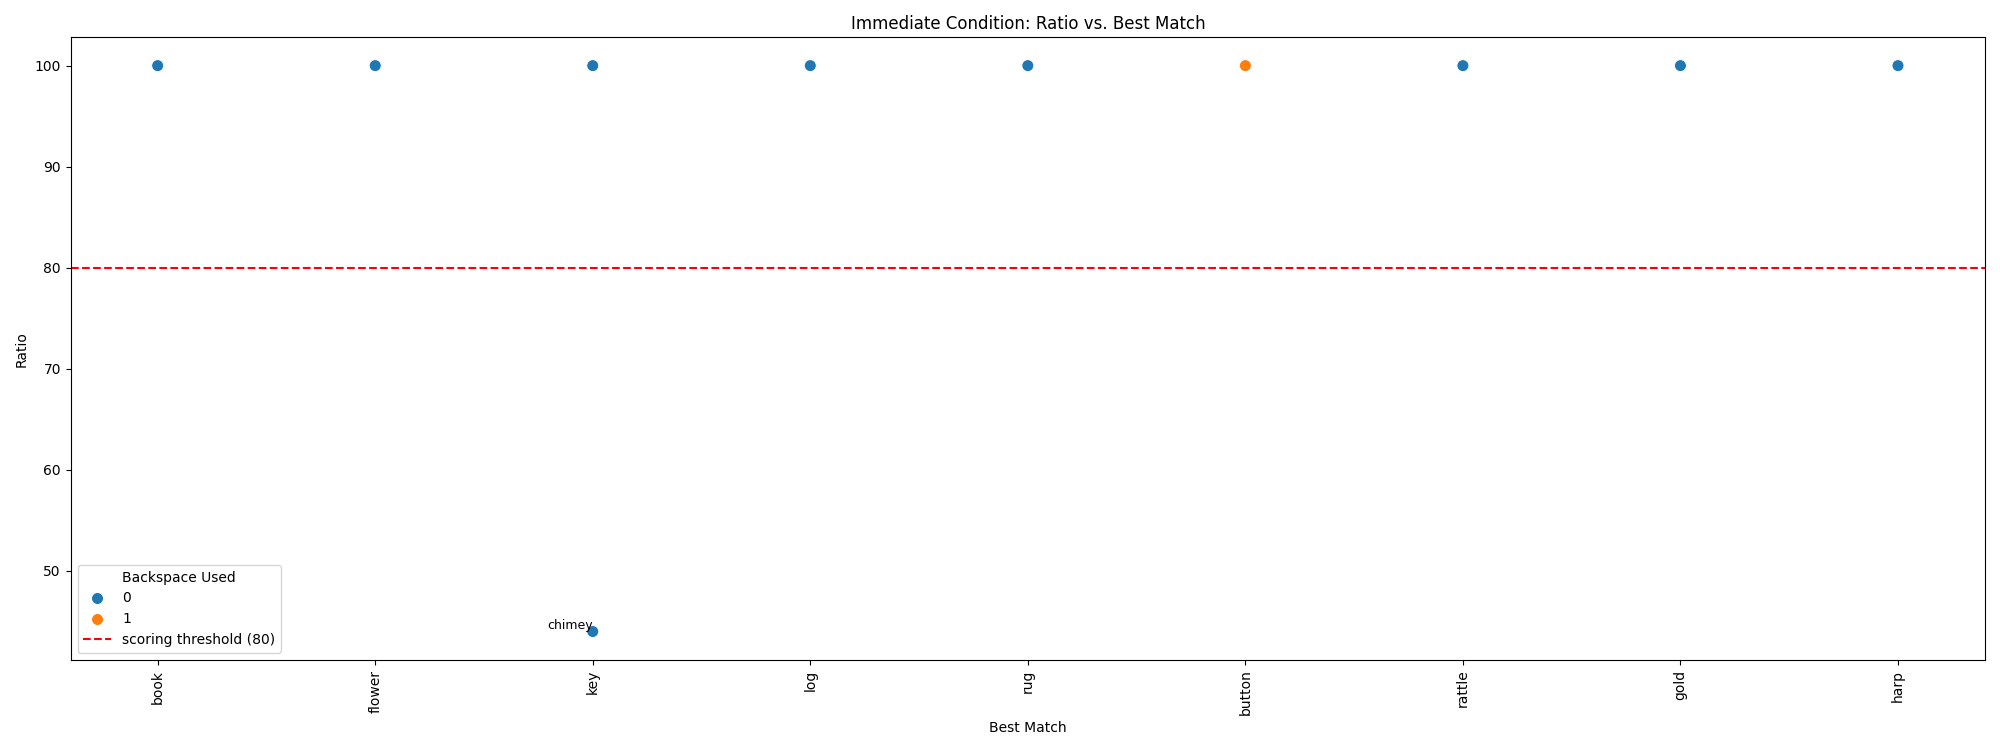 Immediate Condition: Ratio vs. Best Match
100
90
80
70
60
50
Ratio
chimey
Backspace Used
0
1
scoring threshold (80)
book
flower
key
log
rug
button
rattle
gold
harp
Best Match